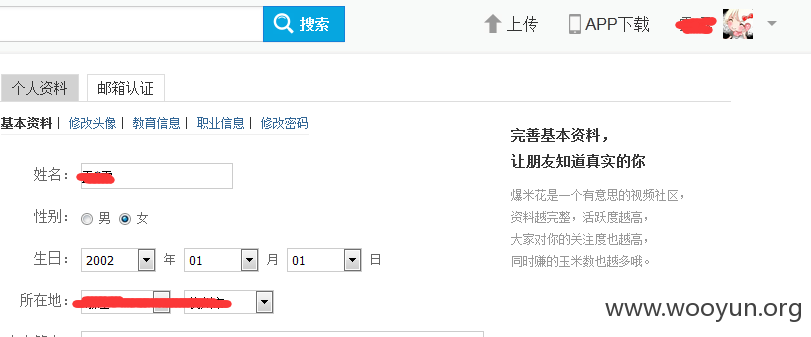 搜索 上传 APP下载
个人资料 邮箱认证
基本资料 | 修改头像 | 教育信息 | 职业信息 | 修改密码
完善基本资料，
让朋友知道真实的你
姓名：
爆米花是一个有意思的视频社区，
性别： 男 女
资料越完整，活跃度越高，
大家对你的关注度也越高，
生日： 2002 年 01 月 01 日
同时赚的玉米数也越多哦。
所在地：
www.wooyun.org